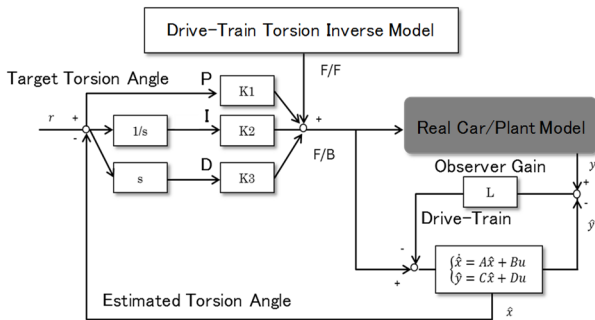 Drive-Train Torsion Inverse Model
F/F
Target Torsion Angle
P
K1
r
+
-
1/s
I
K2
+
F/B
s
D
K3
Real Car/Plant Model
y
Observer Gain
L
+
-
Drive-Train
ŷ
-
+
{ẋ̂ = Ax̂ + Bu
ŷ = Cx̂ + Du
Estimated Torsion Angle
x̂